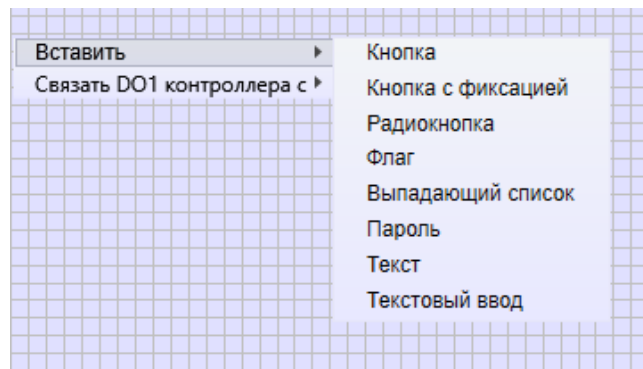 Вставить
Связать DO1 контроллера с
Кнопка
Кнопка с фиксацией
Радиокнопка
Флаг
Выпадающий список
Пароль
Текст
Текстовый ввод